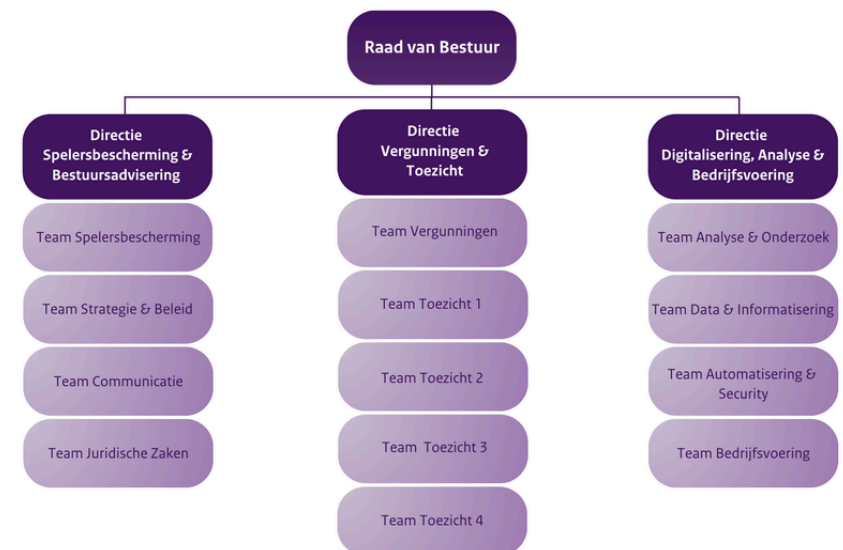 Raad van Bestuur
Directie
Spelersbescherming &
Bestuursadvisering
Team Spelersbescherming
Team Strategie & Beleid
Team Communicatie
Team Juridische Zaken
Directie
Vergunningen &
Toezicht
Team Vergunningen
Team Toezicht 1
Team Toezicht 2
Team Toezicht 3
Team Toezicht 4
Directie
Digitalisering, Analyse &
Bedrijfsvoering
Team Analyse & Onderzoek
Team Data & Informatisering
Team Automatisering &
Security
Team Bedrijfsvoering